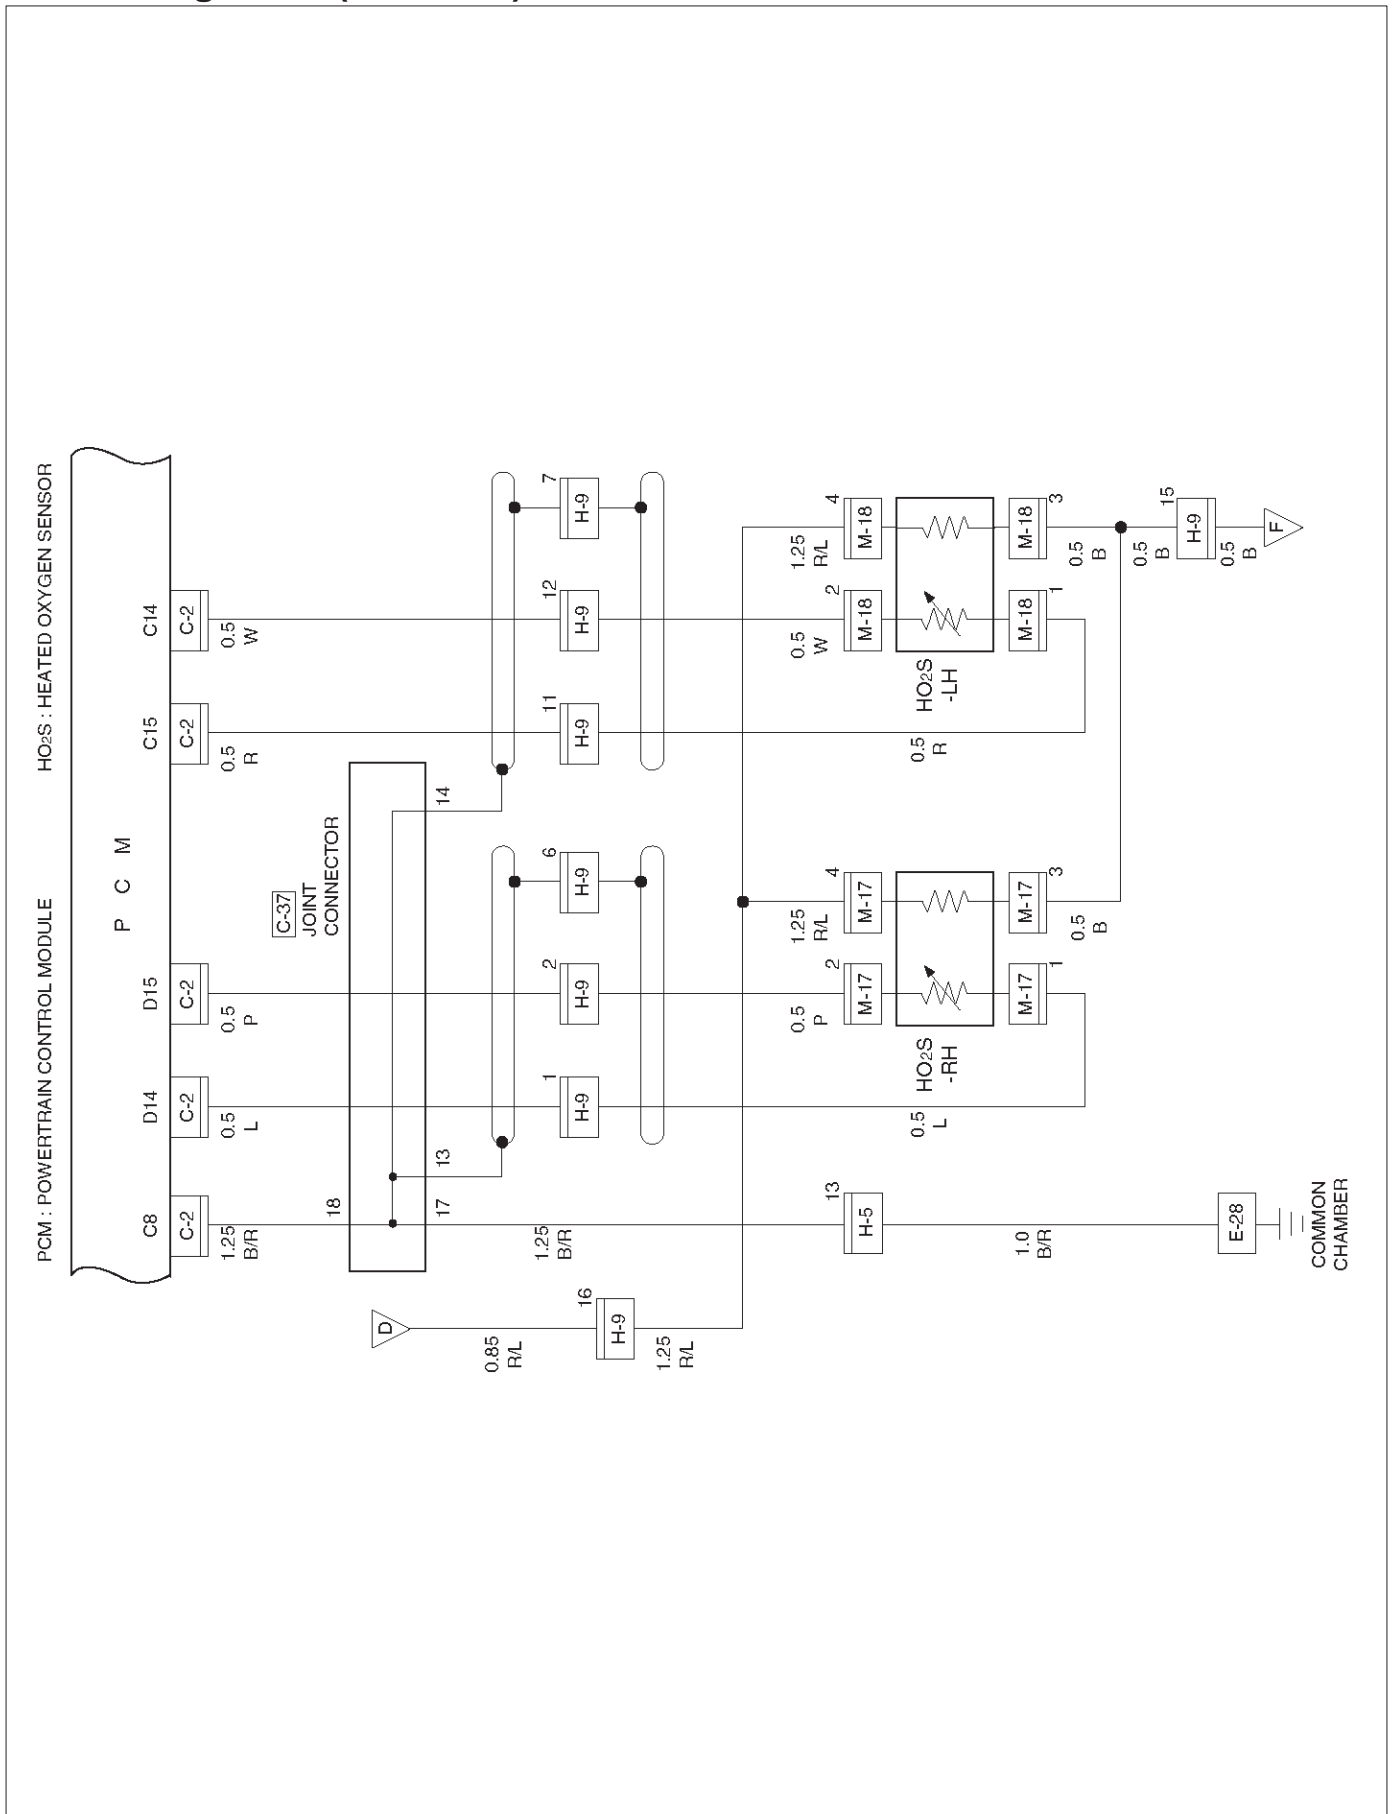 PCM : POWERTRAIN CONTROL MODULE
HO2S : HEATED OXYGEN SENSOR
P C M
C8
D14
D15
C15
C14
C-2
C-2
C-2
C-2
C-2
1.25
B/R
0.5
L
0.5
P
0.5
R
0.5
W
C-37
JOINT
CONNECTOR
18
17
13
14
D
0.85
R/L
16
H-9
1.25
R/L
1.25
B/R
1
H-9
2
H-9
6
H-9
11
H-9
12
H-9
7
H-9
13
H-5
1.0
B/R
E-28
COMMON
CHAMBER
0.5
P
2
M-17
1.25
R/L
4
M-17
HO2S
-RH
0.5
L
M-17
1
M-17
3
0.5
B
0.5
W
2
M-18
1.25
R/L
4
M-18
HO2S
-LH
0.5
R
M-18
1
M-18
3
0.5
B
0.5
B
15
H-9
0.5
B
F